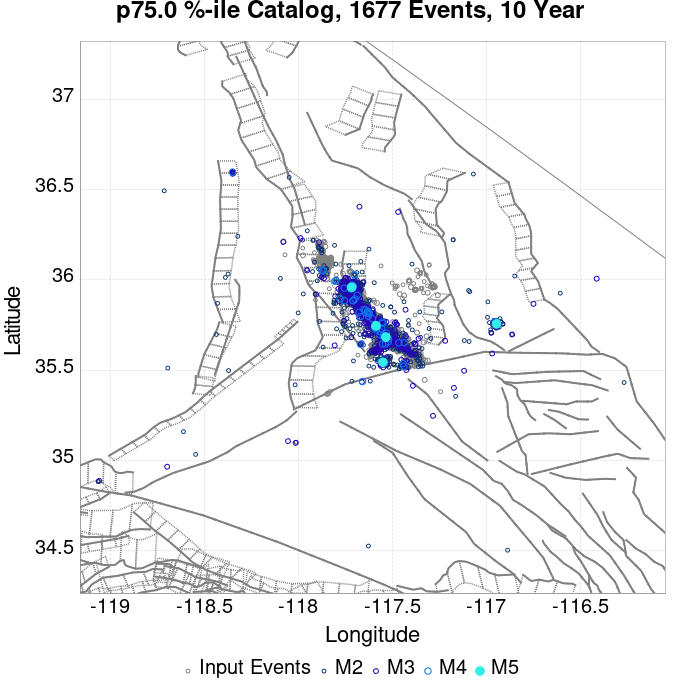 p75.0 %-ile Catalog, 1677 Events, 10 Year
37
36.5
36
35.5
35
34.5
Latitude
-119 -118.5 -118 -117.5 -117 -116.5
Longitude
Input Events M2 M3 M4 M5